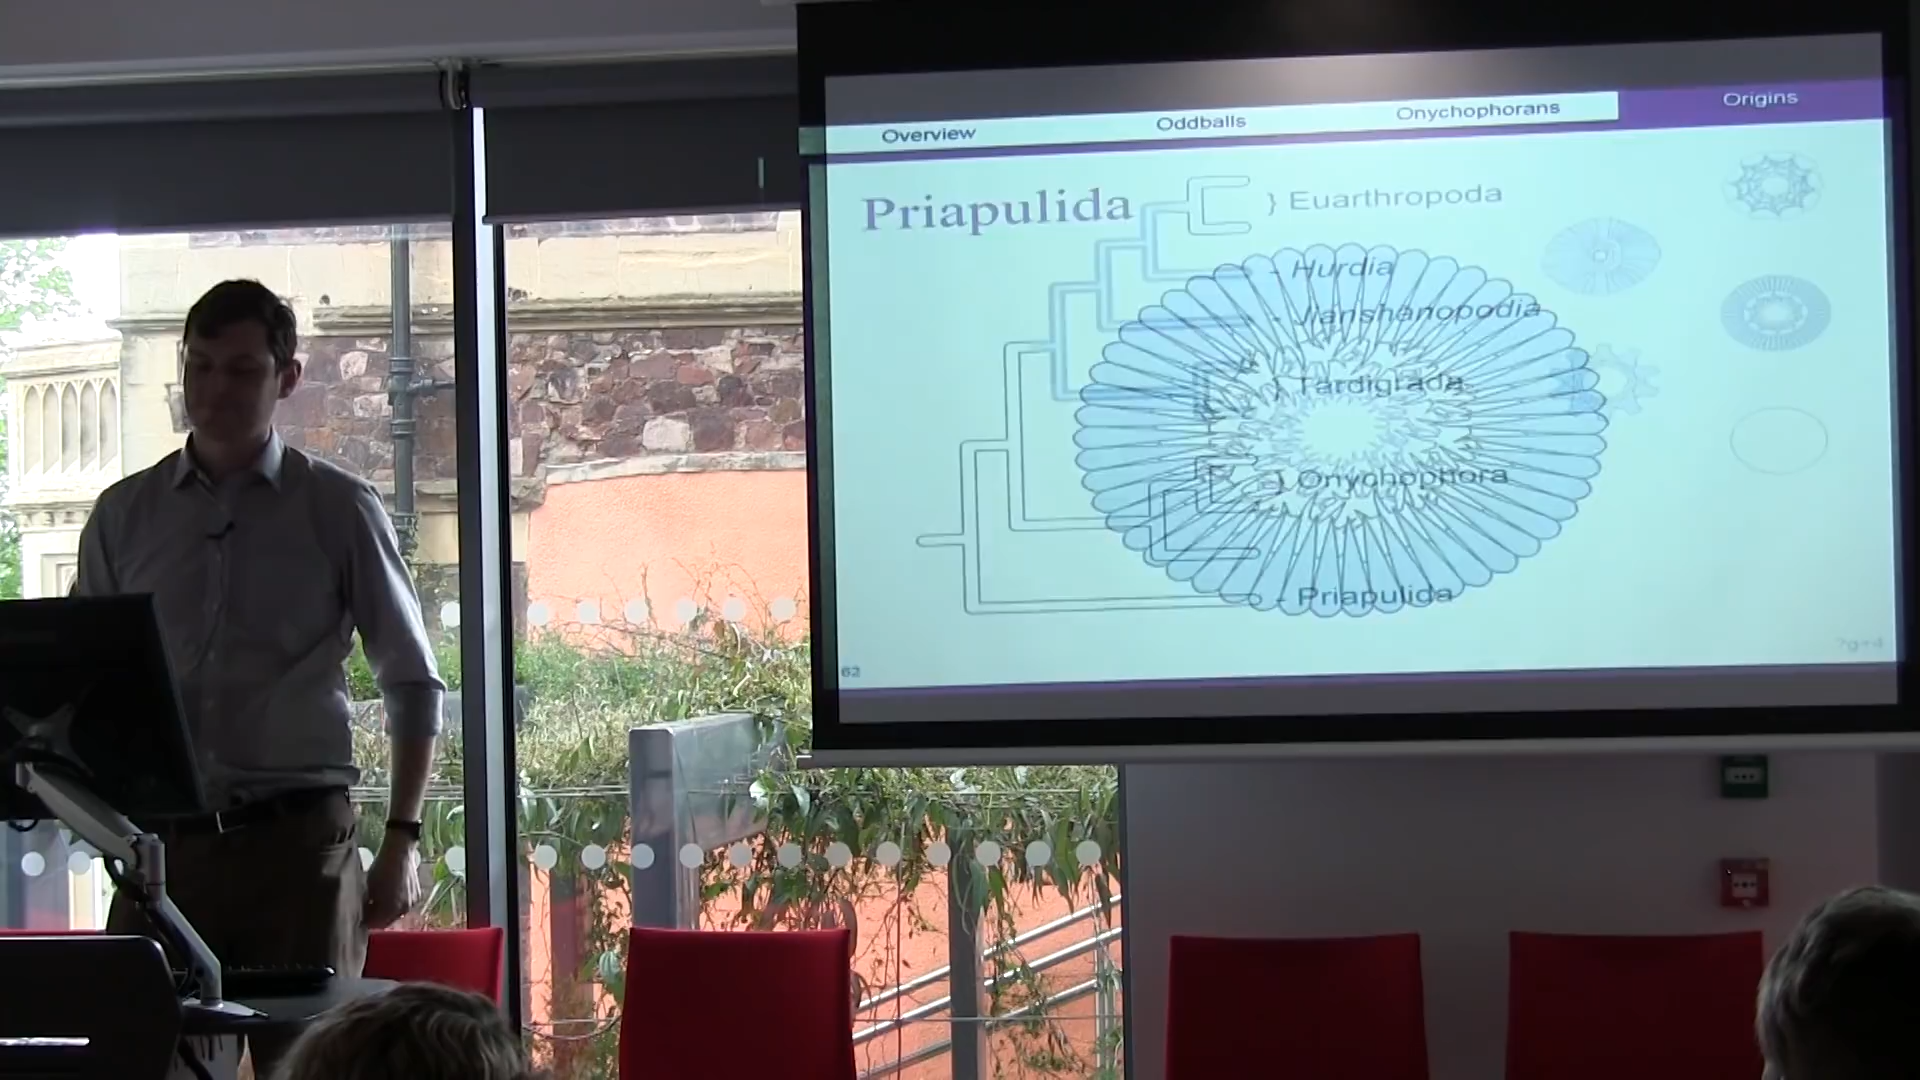 Overview
Oddballs
Onychophorans
Origins
Priapulida
} Euarthropoda
- Hurdia
- Jianshanopodia
} Tardigrada
} Onychophora
- Priapulida
62